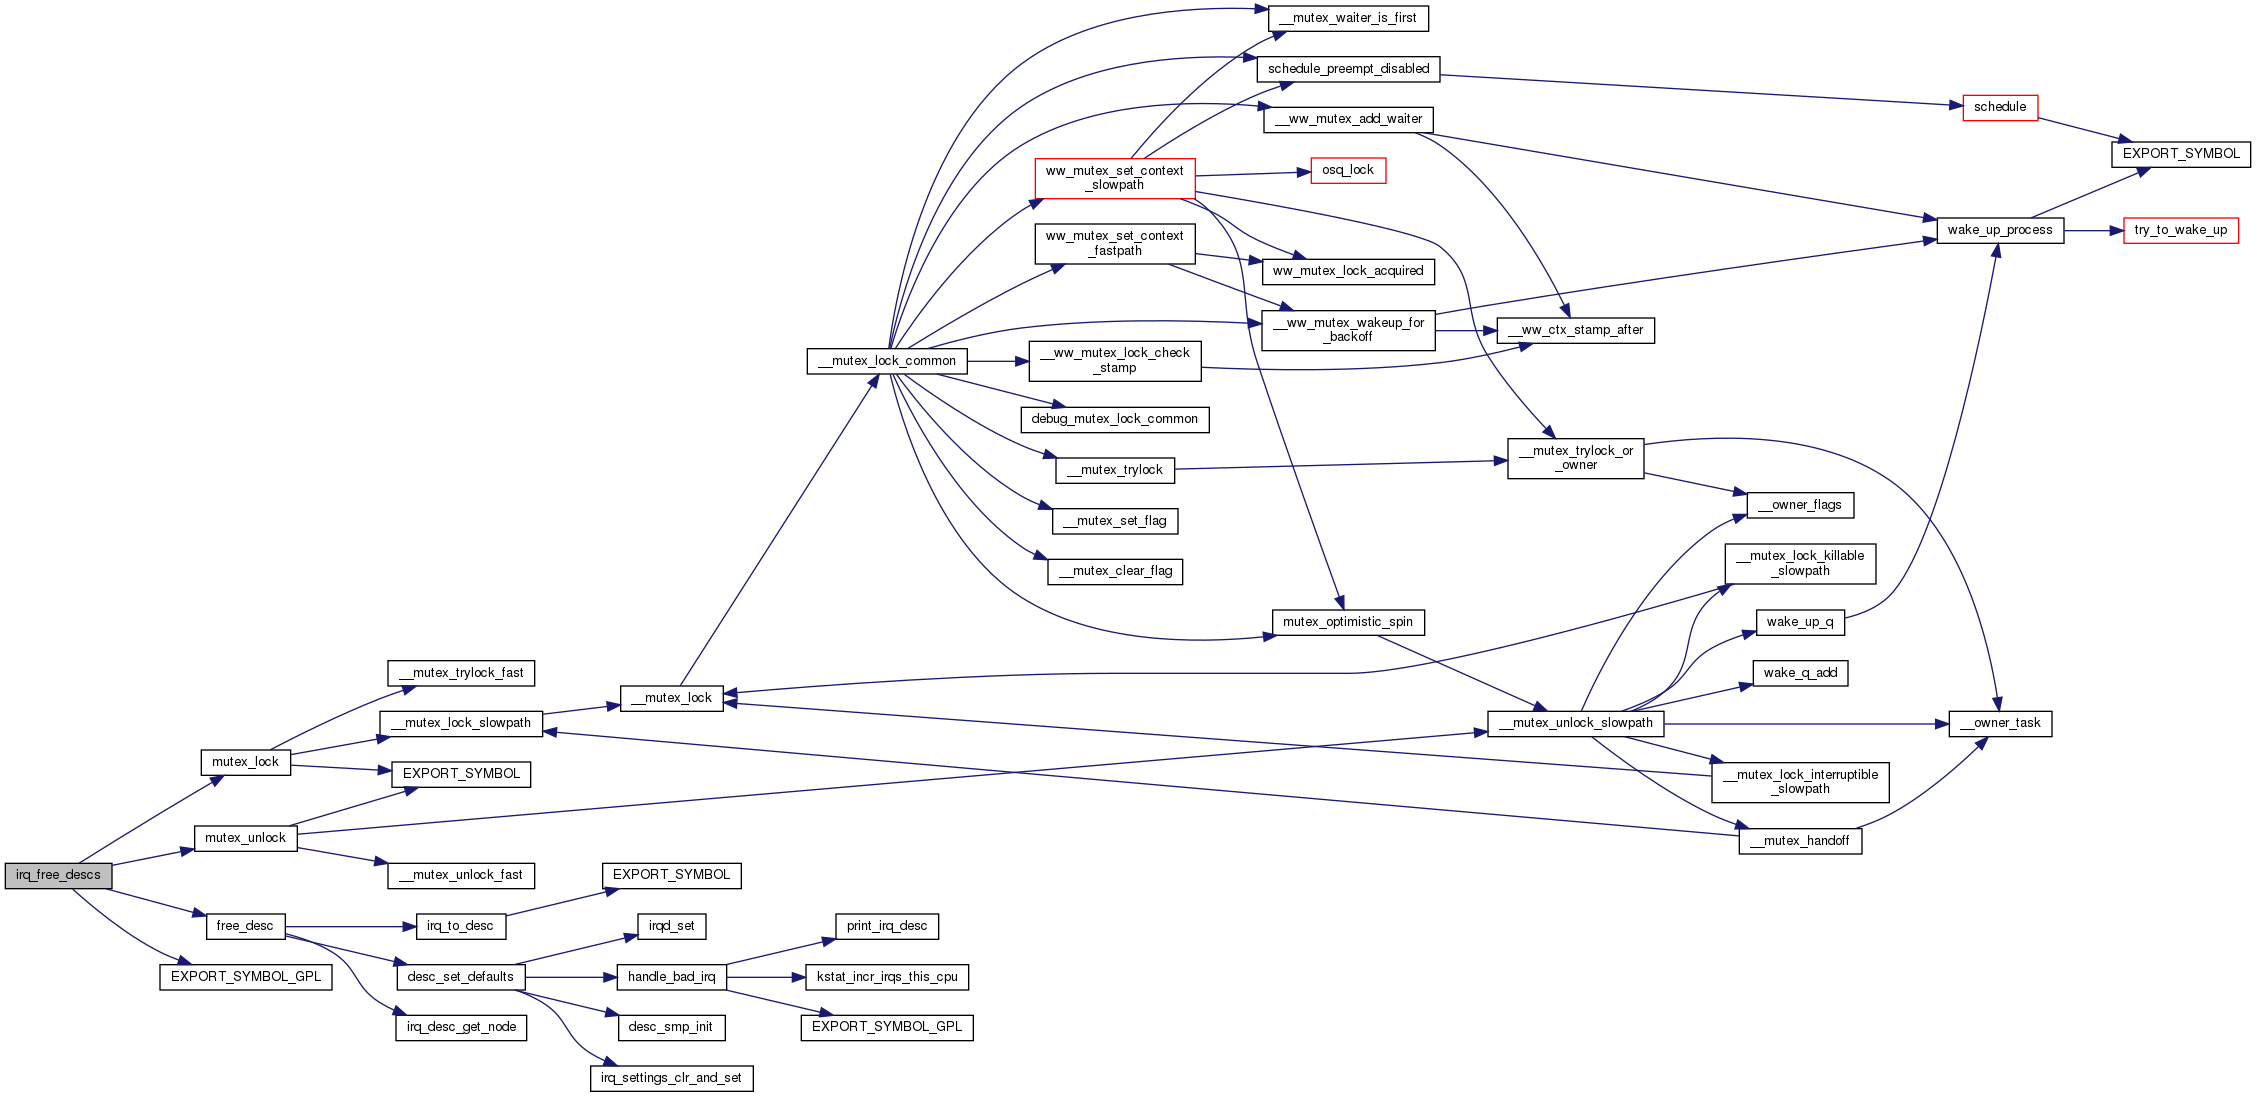 __mutex_waiter_is_first
schedule_preempt_disabled
schedule
__ww_mutex_add_waiter
EXPORT_SYMBOL
ww_mutex_set_context
_slowpath
osq_lock
wake_up_process
try_to_wake_up
ww_mutex_set_context
_fastpath
ww_mutex_lock_acquired
__ww_mutex_wakeup_for
_backoff
__ww_ctx_stamp_after
__mutex_lock_common
__ww_mutex_lock_check
_stamp
debug_mutex_lock_common
__mutex_trylock
__mutex_trylock_or
_owner
__owner_flags
__mutex_set_flag
__mutex_lock_killable
_slowpath
__mutex_clear_flag
mutex_optimistic_spin
wake_up_q
__mutex_trylock_fast
wake_q_add
__mutex_lock
__mutex_lock_slowpath
__mutex_unlock_slowpath
__owner_task
mutex_lock
EXPORT_SYMBOL
__mutex_lock_interruptible
_slowpath
mutex_unlock
__mutex_handoff
irq_free_descs
__mutex_unlock_fast
EXPORT_SYMBOL
free_desc
irq_to_desc
irqd_set
print_irq_desc
EXPORT_SYMBOL_GPL
desc_set_defaults
handle_bad_irq
kstat_incr_irqs_this_cpu
irq_desc_get_node
desc_smp_init
EXPORT_SYMBOL_GPL
irq_settings_clr_and_set